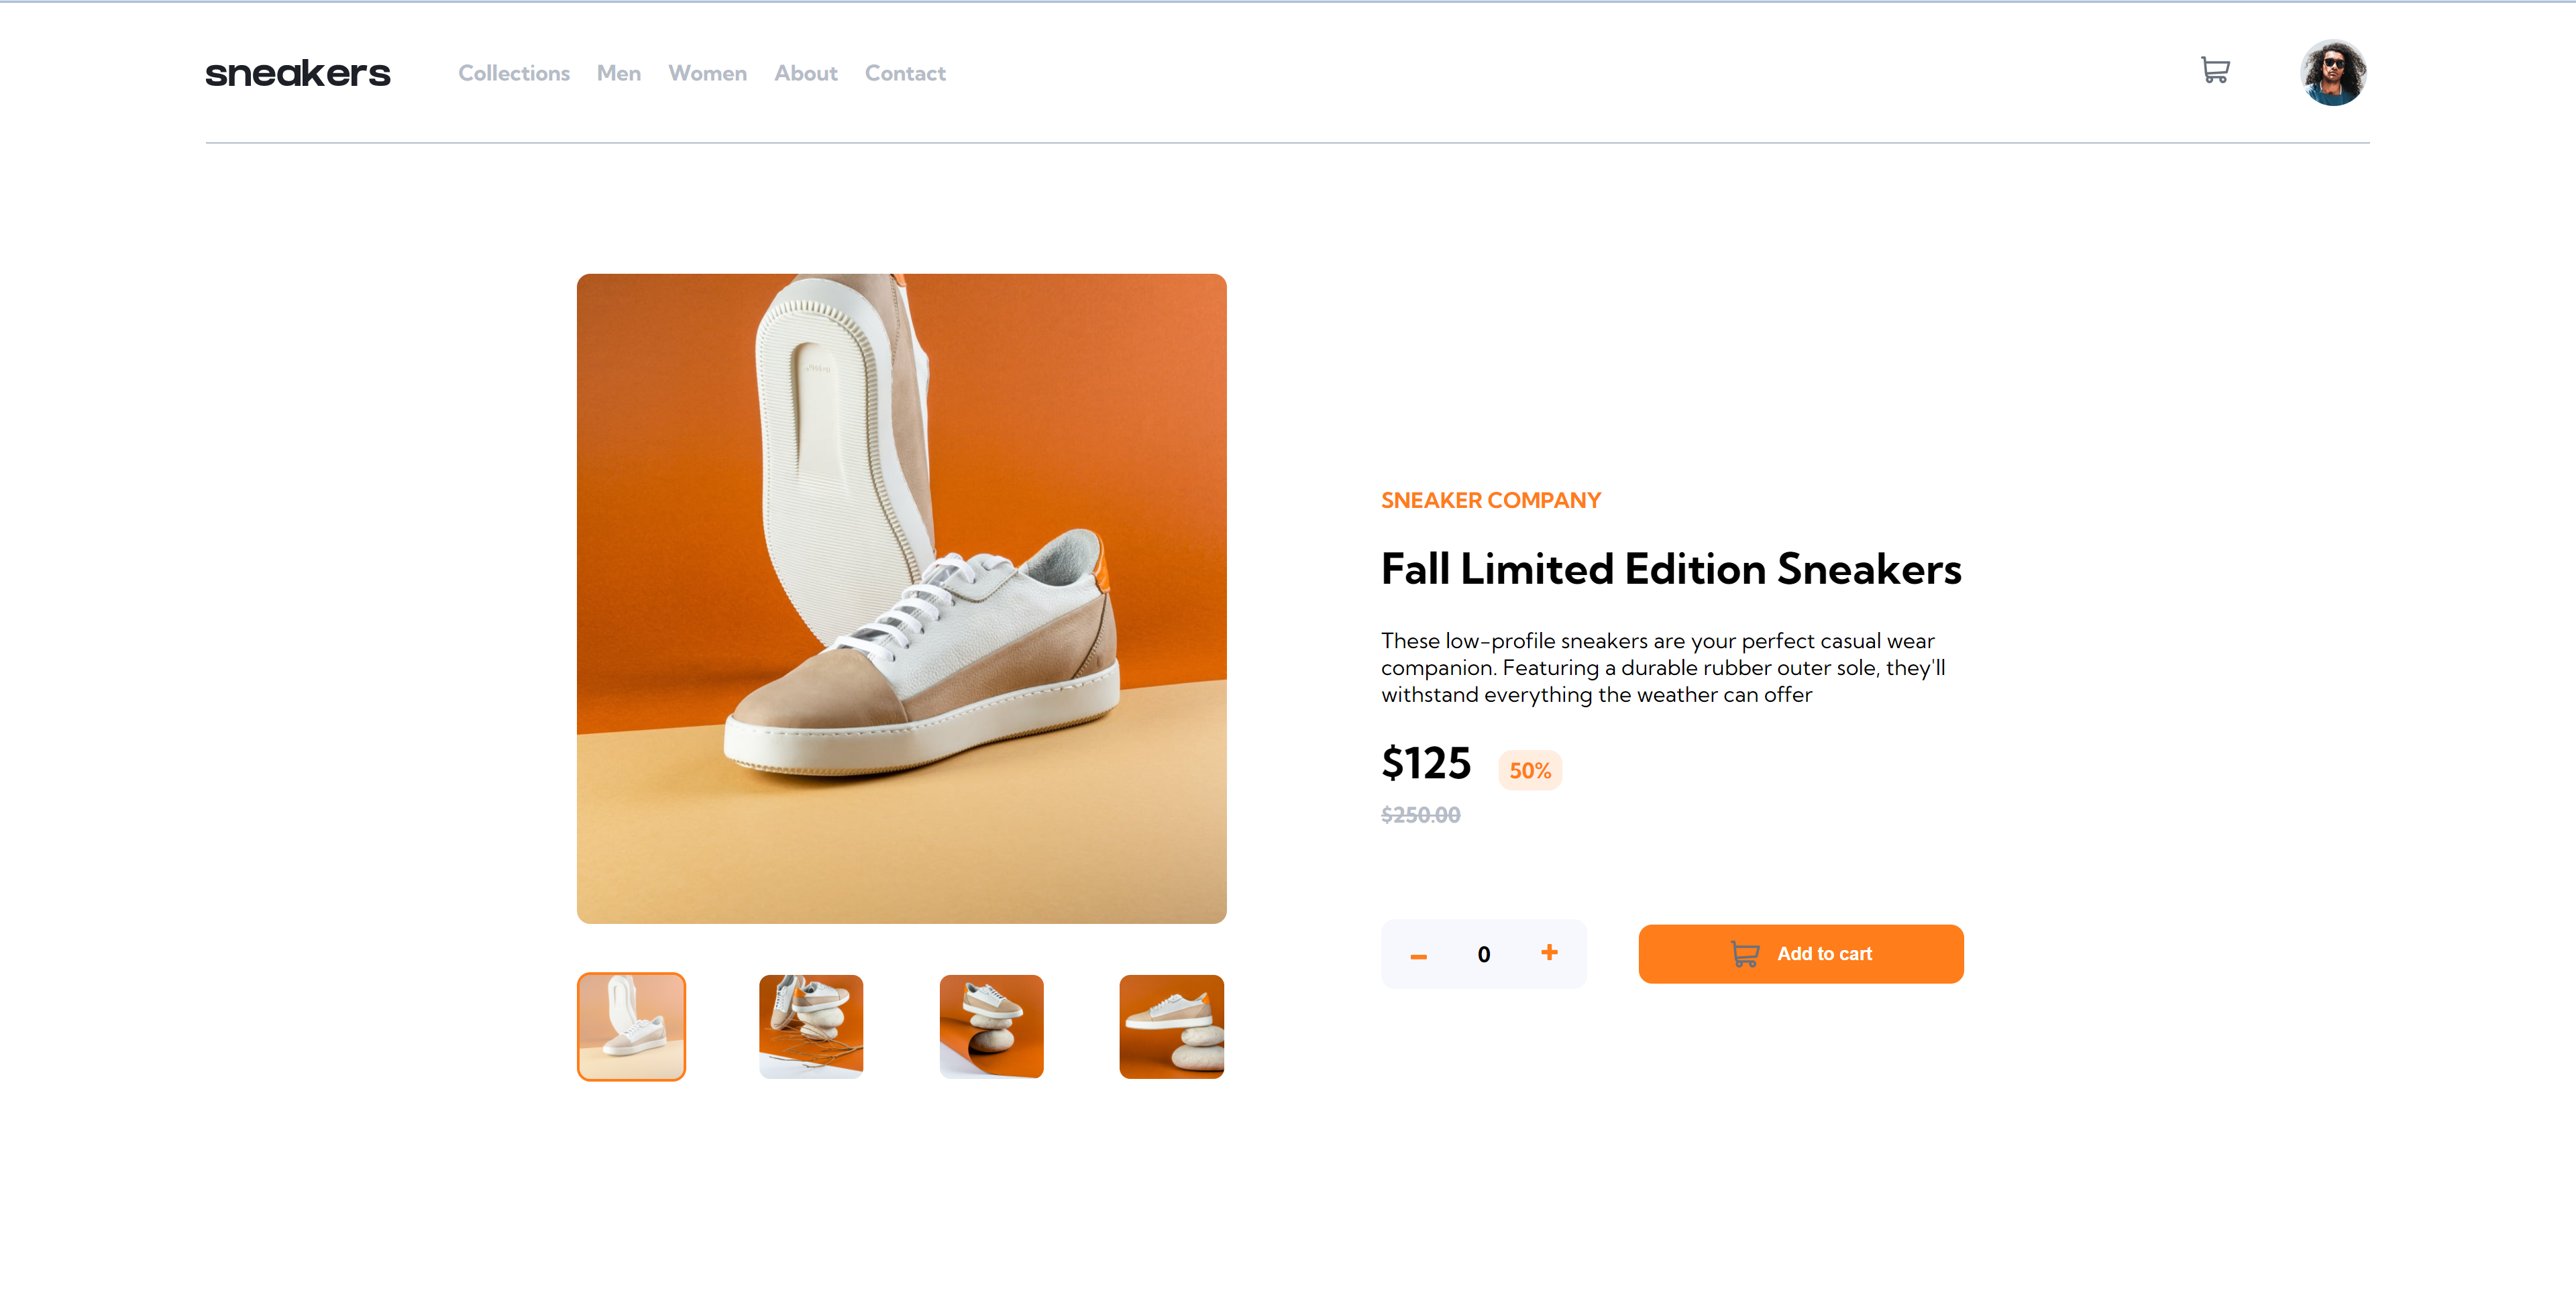 sneakers
Collections Men Women About Contact
SNEAKER COMPANY
Fall Limited Edition Sneakers
These low-profile sneakers are your perfect casual wear
companion. Featuring a durable rubber outer sole, they'll
withstand everything the weather can offer
$125 50%
$250.00
0
Add to cart